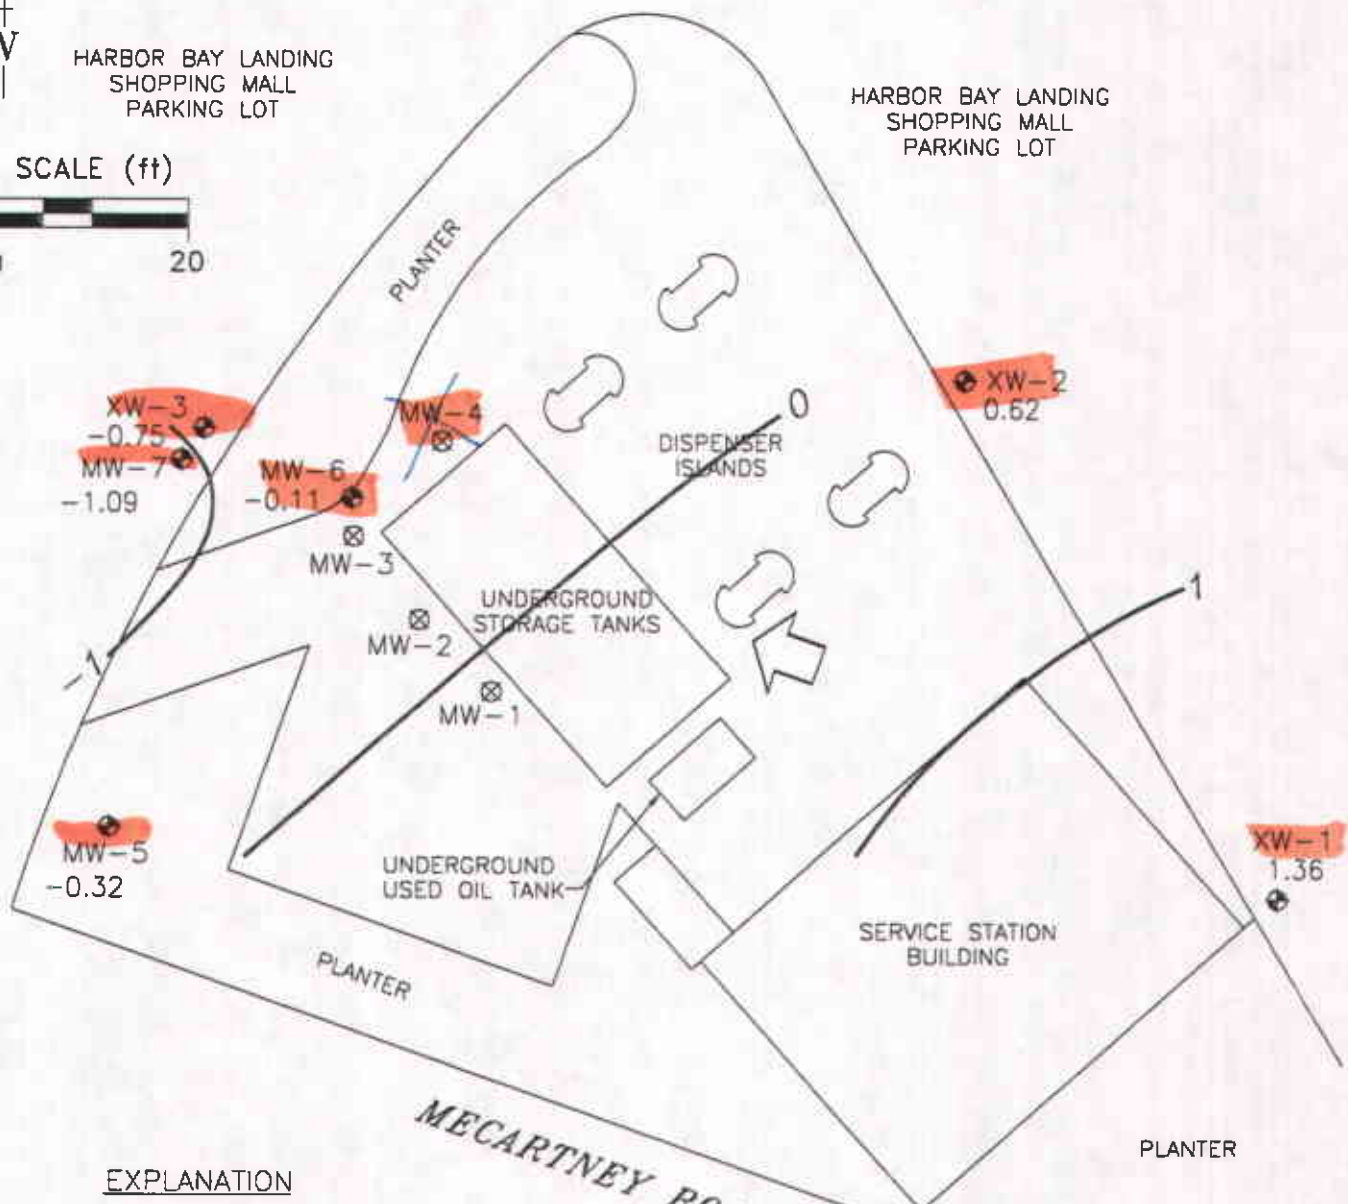 HARBOR BAY LANDING
SHOPPING MALL
PARKING LOT
SCALE (ft)
20
HARBOR BAY LANDING
SHOPPING MALL
PARKING LOT
PLANTER
XW-3
-0.75
MW-7
-1.09
MW-6
-0.11
MW-4
MW-3
MW-2
MW-1
0
DISPENSER
ISLANDS
XW-2
0.62
UNDERGROUND
STORAGE TANKS
1
-1
MW-5
-0.32
UNDERGROUND
USED OIL TANK
XW-1
1.36
SERVICE STATION
BUILDING
PLANTER
MECARTNEY
PLANTER
EXPLANATION